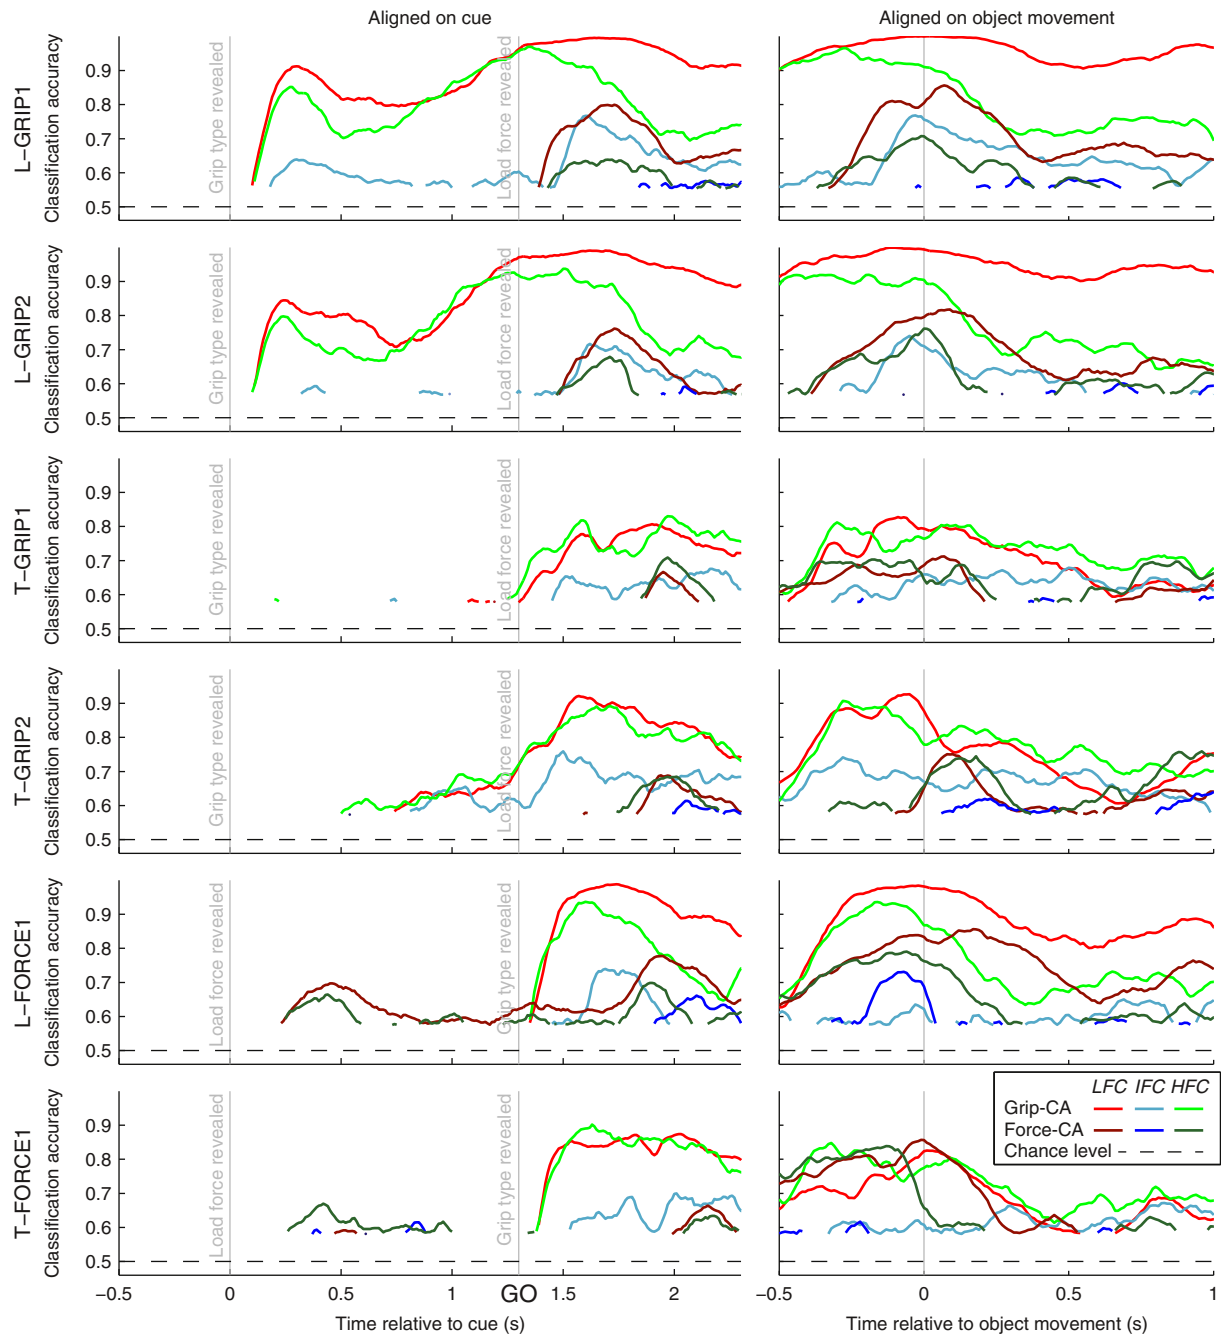 Aligned on cue
Aligned on object movement
L–GRIP1
Classification accuracy
0.9
0.8
0.7
0.6
0.5
Grip type revealed
Load force revealed
L–GRIP2
Classification accuracy
0.9
0.8
0.7
0.6
0.5
Grip type revealed
Load force revealed
T–GRIP1
Classification accuracy
0.9
0.8
0.7
0.6
0.5
Grip type revealed
Load force revealed
T–GRIP2
Classification accuracy
0.9
0.8
0.7
0.6
0.5
Grip type revealed
Load force revealed
L–FORCE1
Classification accuracy
0.9
0.8
0.7
0.6
0.5
Load force revealed
Grip type revealed
T–FORCE1
Classification accuracy
0.9
0.8
0.7
0.6
0.5
Load force revealed
Grip type revealed
LFC IFC HFC
Grip-CA
Force-CA
Chance level
−0.5 0 0.5 1 GO 1.5 2
−0.5 0 0.5 1
Time relative to cue (s)
Time relative to object movement (s)